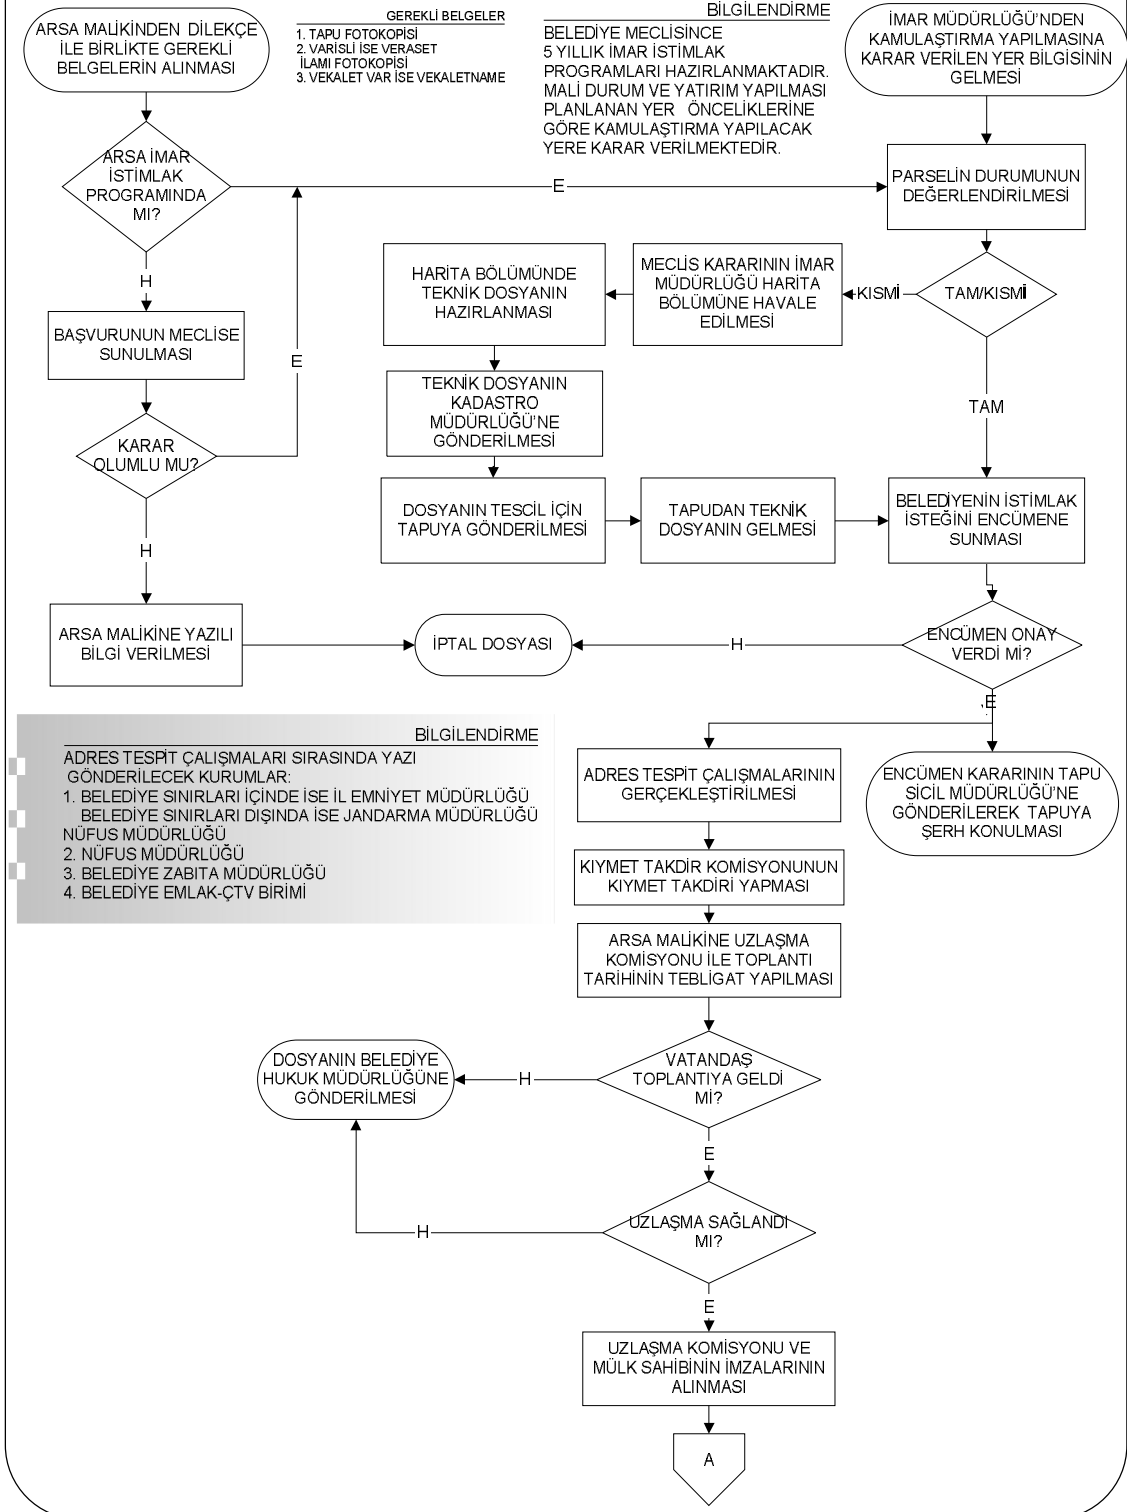 ARSA MALİKİNDEN DİLEKÇE
İLE BİRLİKTE GEREKLİ
BELGELERİN ALINMASI
GEREKLİ BELGELER
1. TAPU FOTOKOPİSİ
2. VARİSLİ İSE VERASET
İLAMI FOTOKOPİSİ
3. VEKALET VAR İSE VEKALETNAME
BİLGİLENDİRME
BELEDİYE MECLİSİNCE
5 YILLIK İMAR İSTİMLAK
PROGRAMLARI HAZIRLANMAKTADIR.
MALİ DURUM VE YATIRIM YAPILMASI
PLANLANAN YER ÖNCELİKLERİNE
GÖRE KAMULAŞTIRMA YAPILACAK
YERE KARAR VERİLMEKTEDİR.
İMAR MÜDÜRLÜĞÜ'NDEN
KAMULAŞTIRMA YAPILMASINA
KARAR VERİLEN YER BİLGİSİNİN
GELMESİ
ARSA İMAR
İSTİMLAK
PROGRAMINDA
MI?
E
PARSELİN DURUMUNUN
DEĞERLENDİRİLMESİ
H
HARİTA BÖLÜMÜNDE
TEKNİK DOSYANIN
HAZIRLANMASI
MECLİS KARARININ İMAR
MÜDÜRLÜĞÜ HARİTA
BÖLÜMÜNE HAVALE
EDİLMESİ
KISMİ
TAM/KISMİ
BAŞVURUNUN MECLİSE
SUNULMASI
E
TEKNİK DOSYANIN
KADASTRO
MÜDÜRLÜĞÜ'NE
GÖNDERİLMESİ
TAM
KARAR
OLUMLU MU?
DOSYANIN TESCİL İÇİN
TAPUYA GÖNDERİLMESİ
TAPUDAN TEKNİK
DOSYANIN GELMESİ
BELEDİYENİN İSTİMLAK
İSTEĞİNİ ENCÜMENE
SUNMASI
H
ARSA MALİKİNE YAZILI
BİLGİ VERİLMESİ
İPTAL DOSYASI
H
ENCÜMEN ONAY
VERDİ Mİ?
E
BİLGİLENDİRME
ADRES TESPİT ÇALIŞMALARI SIRASINDA YAZI
GÖNDERİLECEK KURUMLAR:
1. BELEDİYE SINIRLARI İÇİNDE İSE İL EMNİYET MÜDÜRLÜĞÜ
BELEDİYE SINIRLARI DIŞINDA İSE JANDARMA MÜDÜRLÜĞÜ
NÜFUS MÜDÜRLÜĞÜ
2. NÜFUS MÜDÜRLÜĞÜ
3. BELEDİYE ZABITA MÜDÜRLÜĞÜ
4. BELEDİYE EMLAK-ÇTV BİRİMİ
ADRES TESPİT ÇALIŞMALARININ
GERÇEKLEŞTİRİLMESİ
ENCÜMEN KARARININ TAPU
SİCİL MÜDÜRLÜĞÜ'NE
GÖNDERİLEREK TAPUYA
ŞERH KONULMASI
KIYMET TAKDİR KOMİSYONUNUN
KIYMET TAKDİRİ YAPMASI
ARSA MALİKİNE UZLAŞMA
KOMİSYONU İLE TOPLANTI
TARİHİNİN TEBLİGAT YAPILMASI
DOSYANIN BELEDİYE
HUKUK MÜDÜRLÜĞÜNE
GÖNDERİLMESİ
H
VATANDAŞ
TOPLANTIYA GELDİ
Mİ?
E
H
UZLAŞMA SAĞLANDI
MI?
E
UZLAŞMA KOMİSYONU VE
MÜLK SAHİBİNİN İMZALARININ
ALINMASI
A